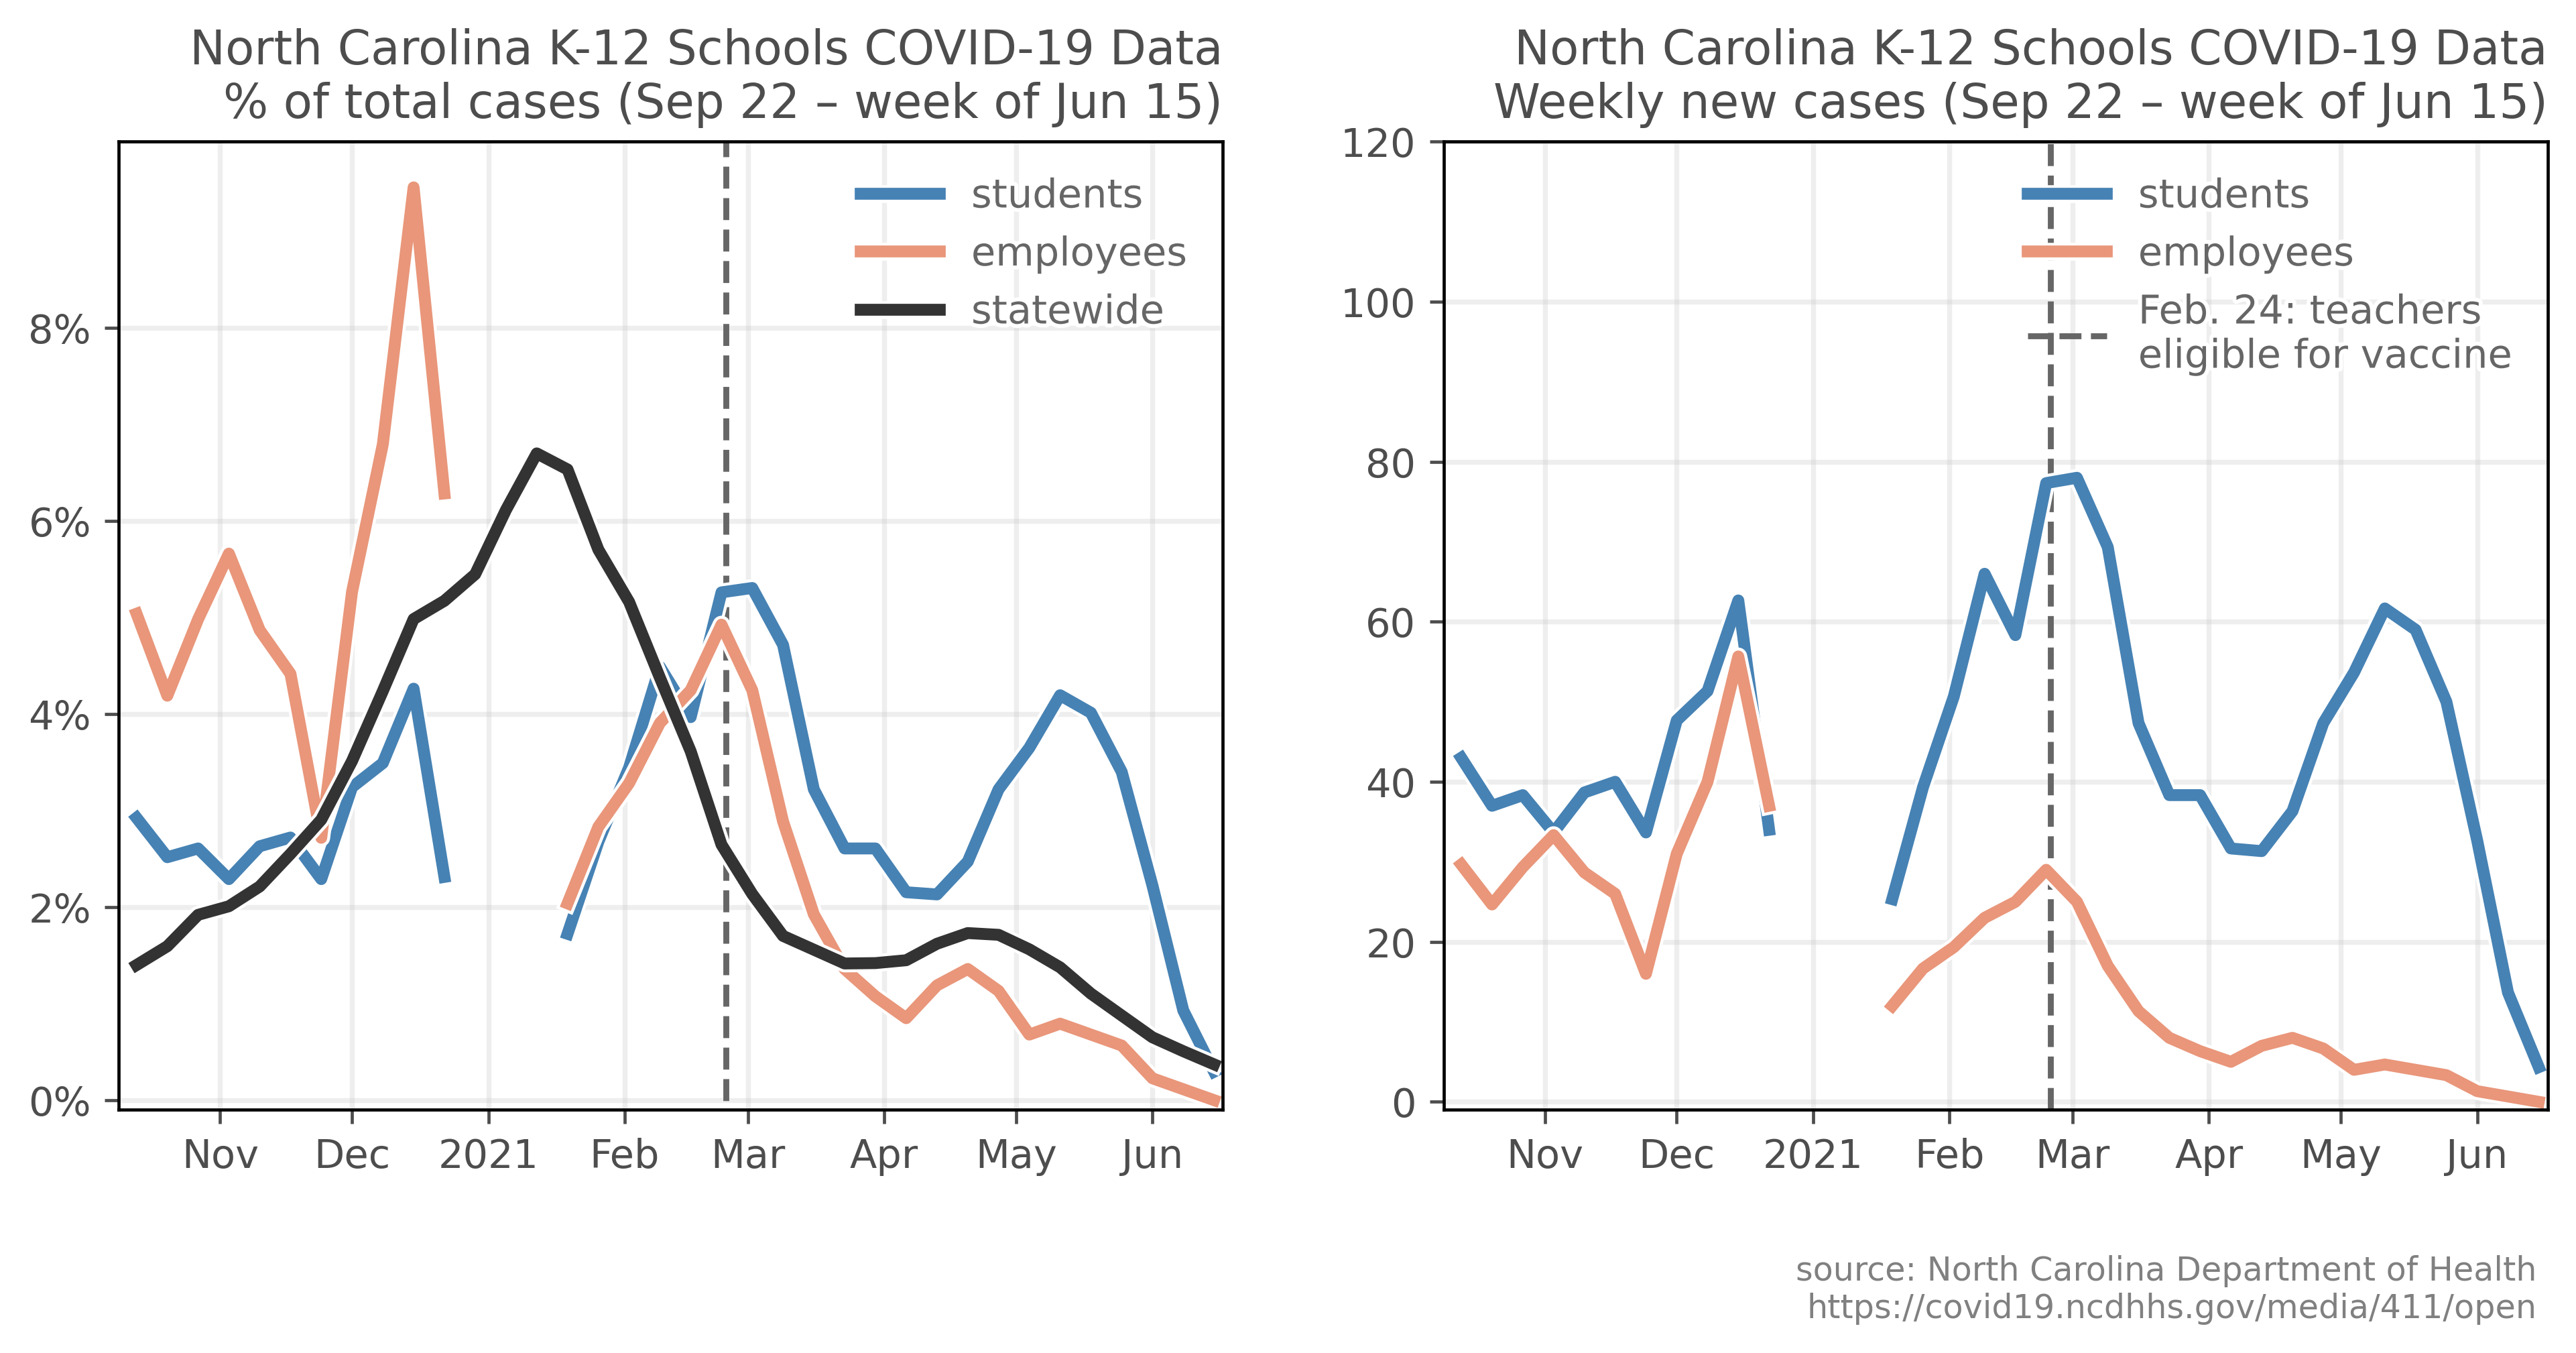 North Carolina K-12 Schools COVID-19 Data
% of total cases (Sep 22 – week of Jun 15)
students
employees
statewide
8%
6%
4%
2%
0%
Nov
Dec
2021
Feb
Mar
Apr
May
Jun
North Carolina K-12 Schools COVID-19 Data
Weekly new cases (Sep 22 – week of Jun 15)
120
100
80
60
40
20
0
students
employees
Feb. 24: teachers
eligible for vaccine
Nov
Dec
2021
Feb
Mar
Apr
May
Jun
source: North Carolina Department of Health
https://covid19.ncdhhs.gov/media/411/open